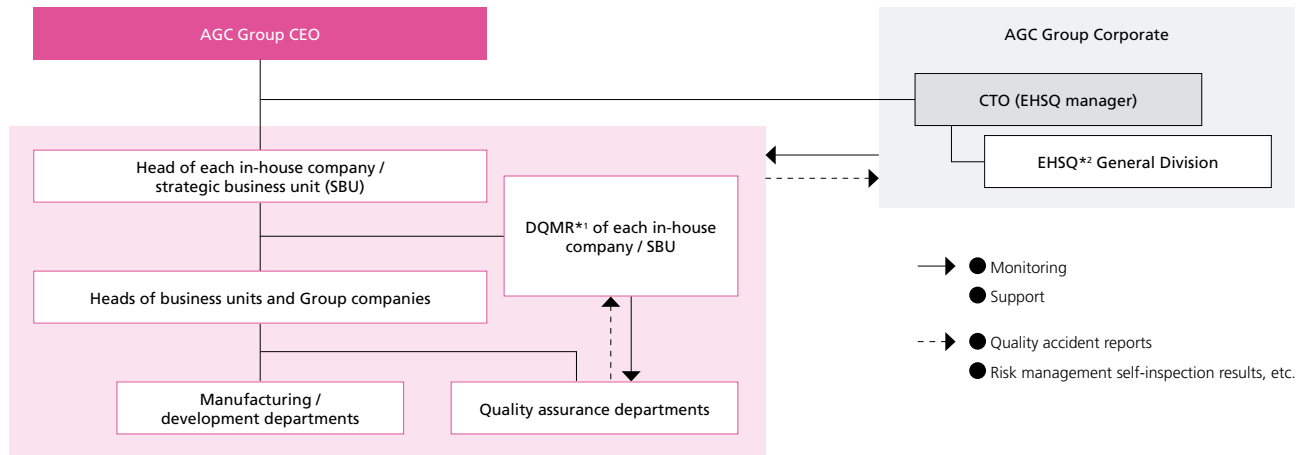 AGC Group CEO
AGC Group Corporate
CTO (EHSQ manager)
EHSQ*2 General Division
Head of each in-house company /
strategic business unit (SBU)
DQMR*1 of each in-house
company / SBU
Heads of business units and Group companies
Manufacturing /
development departments
Quality assurance departments
● Monitoring
● Support
● Quality accident reports
● Risk management self-inspection results, etc.